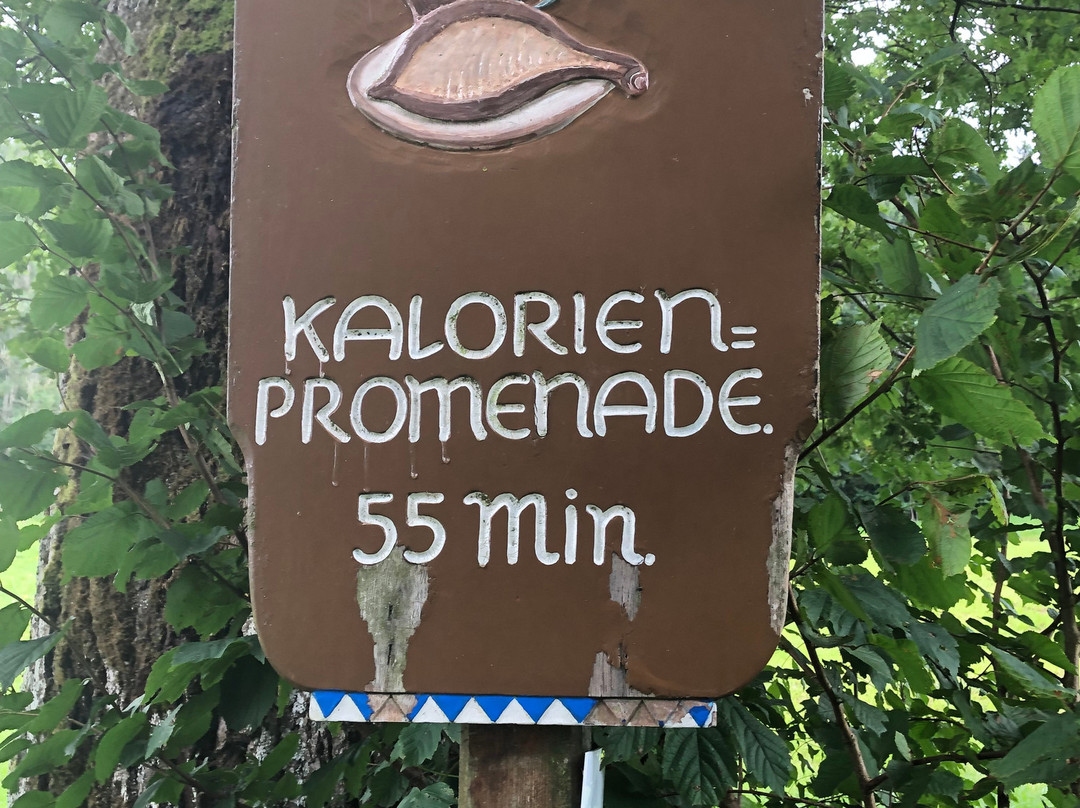 KALORIEN=
PROMENADE.
55 min.